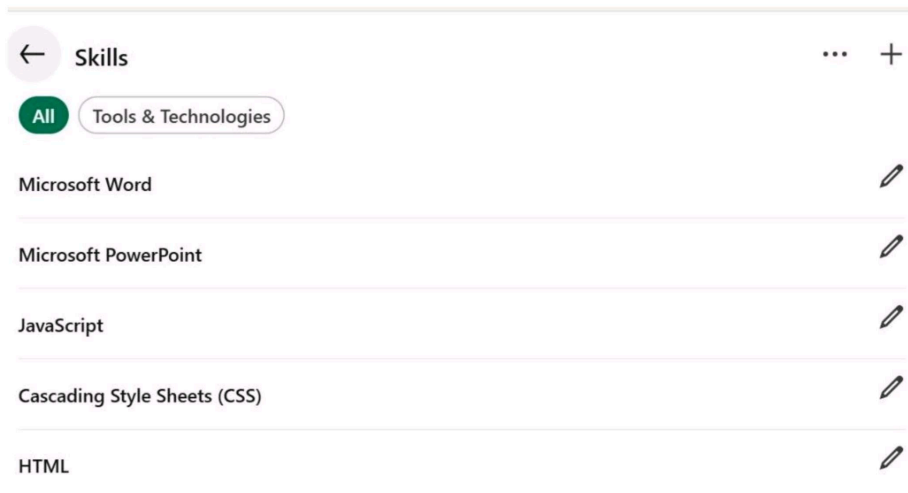 Skills
All Tools & Technologies
Microsoft Word
Microsoft PowerPoint
JavaScript
Cascading Style Sheets (CSS)
HTML